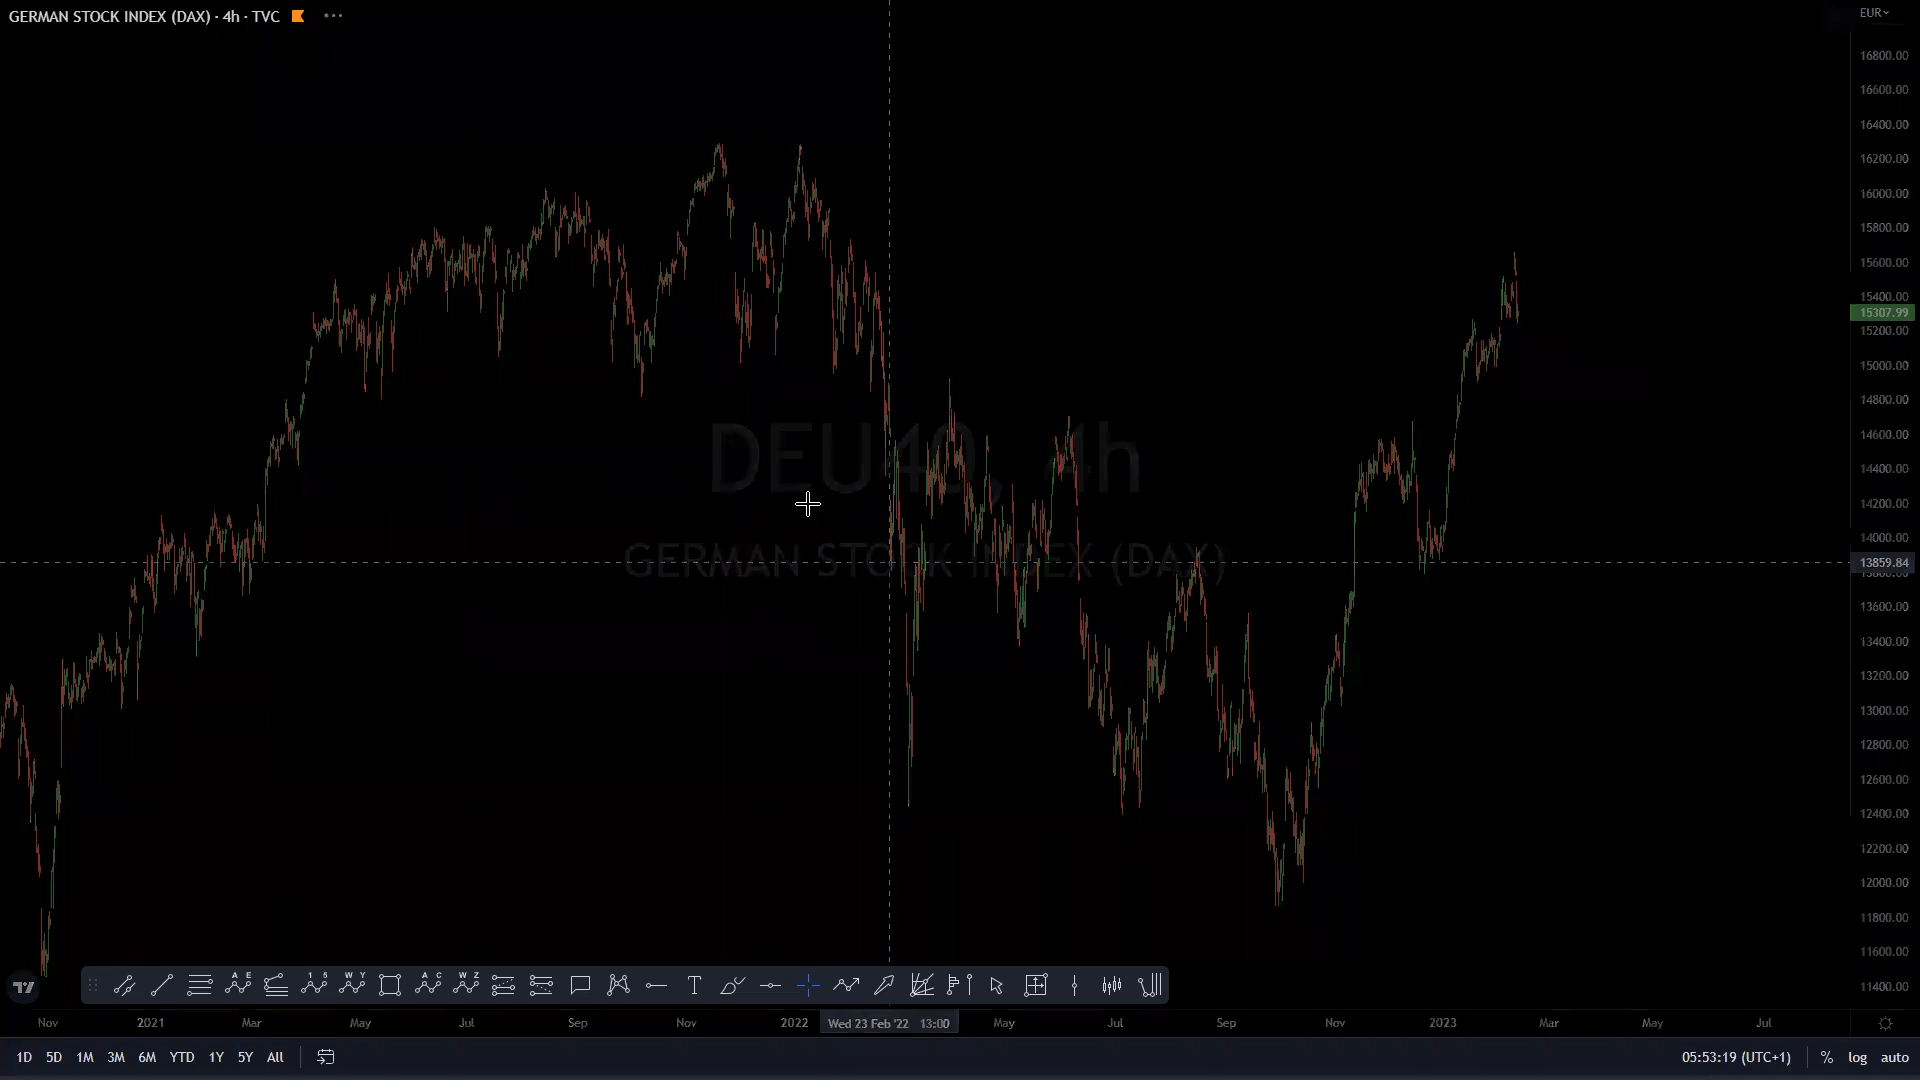 GERMAN STOCK INDEX (DAX) · 4h · TVC ···
EUR
16800.00
16600.00
16400.00
16200.00
16000.00
15800.00
15600.00
15400.00
15307.99
15200.00
15000.00
14800.00
14600.00
14400.00
14200.00
14000.00
13859.84
13600.00
13400.00
13200.00
13000.00
12800.00
12600.00
12400.00
12200.00
12000.00
11800.00
11600.00
11400.00
DEU40, 4h
GERMAN STOCK INDEX (DAX)
A E
1 5
W Y
A C
W Z
T
Nov 2021 Mar May Jul Sep Nov 2022 Wed 23 Feb '22 13:00 May Jul Sep Nov 2023 Mar May Jul
1D 5D 1M 3M 6M YTD 1Y 5Y All 05:53:19 (UTC+1) % log auto